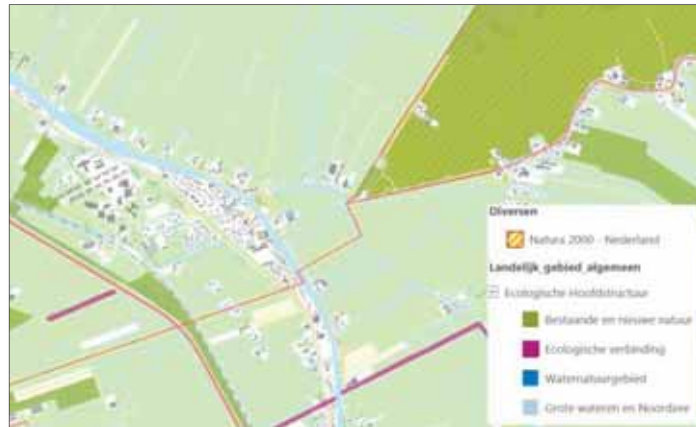 Diversen
Natura 2000 - Nederland
Landelijk_gebied_algemeen
Ecologische Hoofdstructuur
Bestaande en nieuwe natuur
Ecologische verbinding
Waternatuurgebied
Grote wateren en Noordzee